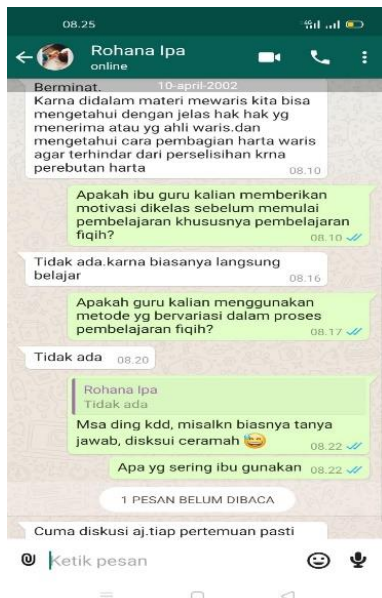 08.25
Rohana Ipa
online
Berminat.
10-april-2002
Karna didalam materi mewaris kita bisa
mengetahui dengan jelas hak hak yg
menerima atau yg ahli waris.dan
mengetahui cara pembagian harta waris
agar terhindar dari perselisihan krna
perebutan harta
08.10
Apakah ibu guru kalian memberikan
motivasi dikelas sebelum memulai
pembelajaran khususnya pembelajaran
fiqih?
08.10
Tidak ada.karna biasanya langsung
belajar
08.16
Apakah guru kalian menggunakan
metode yg bervariasi dalam proses
pembelajaran fiqih?
08.17
Tidak ada
08.20
Rohana Ipa
Tidak ada
Msa ding kdd, misalkn biasnya tanya
jawab, disksui ceramah 😅
08.22
Apa yg sering ibu gunakan
08.22
1 PESAN BELUM DIBACA
Cuma diskusi aj.tiap pertemuan pasti
Ketik pesan